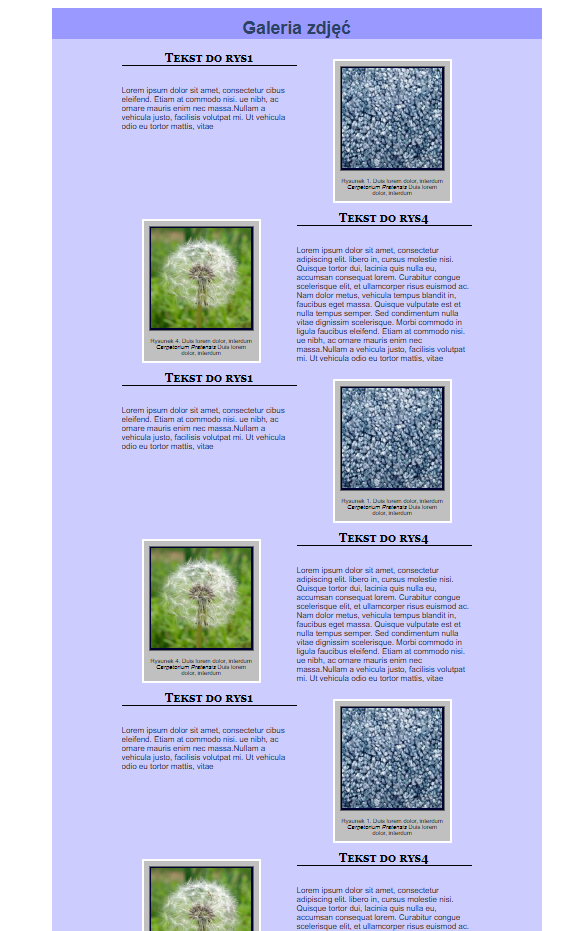 Galeria zdjęć
Tekst do rys1
Lorem ipsum dolor sit amet, consectetur cibus
eleifend. Etiam at commodo nisi. ue nibh, ac
ornare mauris enim nec massa.Nullam a
vehicula justo, facilisis volutpat mi. Ut vehicula
odio eu tortor mattis, vitae
Rysunek 1. Duis lorem dolor, interdum
Carpetorium Pratensis Duis lorem
dolor, interdum
Rysunek 4. Duis lorem dolor, interdum
Carpetorium Pratensis Duis lorem
dolor, interdum
Tekst do rys4
Lorem ipsum dolor sit amet, consectetur
adipiscing elit. libero in, cursus molestie nisi.
Quisque tortor dui, lacinia quis nulla eu,
accumsan consequat lorem. Curabitur congue
scelerisque elit, et ullamcorper risus euismod ac.
Nam dolor metus, vehicula tempus blandit in,
faucibus eget massa. Quisque vulputate est et
nulla tempus semper. Sed condimentum nulla
vitae dignissim scelerisque. Morbi commodo in
ligula faucibus eleifend. Etiam at commodo nisi.
ue nibh, ac ornare mauris enim nec
massa.Nullam a vehicula justo, facilisis volutpat
mi. Ut vehicula odio eu tortor mattis, vitae
Tekst do rys1
Lorem ipsum dolor sit amet, consectetur cibus
eleifend. Etiam at commodo nisi. ue nibh, ac
ornare mauris enim nec massa.Nullam a
vehicula justo, facilisis volutpat mi. Ut vehicula
odio eu tortor mattis, vitae
Rysunek 1. Duis lorem dolor, interdum
Carpetorium Pratensis Duis lorem
dolor, interdum
Rysunek 4. Duis lorem dolor, interdum
Carpetorium Pratensis Duis lorem
dolor, interdum
Tekst do rys4
Lorem ipsum dolor sit amet, consectetur
adipiscing elit. libero in, cursus molestie nisi.
Quisque tortor dui, lacinia quis nulla eu,
accumsan consequat lorem. Curabitur congue
scelerisque elit, et ullamcorper risus euismod ac.
Nam dolor metus, vehicula tempus blandit in,
faucibus eget massa. Quisque vulputate est et
nulla tempus semper. Sed condimentum nulla
vitae dignissim scelerisque. Morbi commodo in
ligula faucibus eleifend. Etiam at commodo nisi.
ue nibh, ac ornare mauris enim nec
massa.Nullam a vehicula justo, facilisis volutpat
mi. Ut vehicula odio eu tortor mattis, vitae
Tekst do rys1
Lorem ipsum dolor sit amet, consectetur cibus
eleifend. Etiam at commodo nisi. ue nibh, ac
ornare mauris enim nec massa.Nullam a
vehicula justo, facilisis volutpat mi. Ut vehicula
odio eu tortor mattis, vitae
Rysunek 1. Duis lorem dolor, interdum
Carpetorium Pratensis Duis lorem
dolor, interdum
Tekst do rys4
Lorem ipsum dolor sit amet, consectetur
adipiscing elit. libero in, cursus molestie nisi.
Quisque tortor dui, lacinia quis nulla eu,
accumsan consequat lorem. Curabitur congue
scelerisque elit, et ullamcorper risus euismod ac.